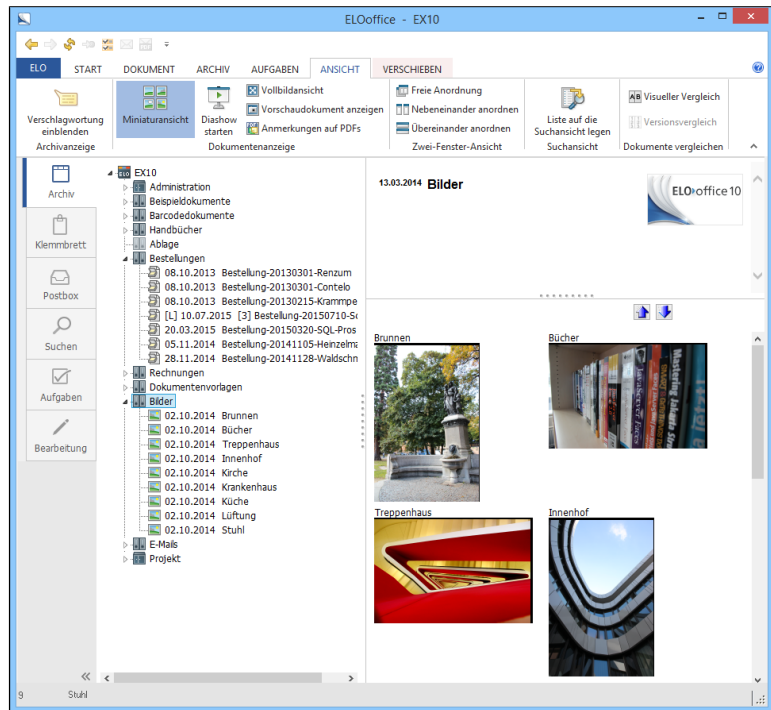 ELOoffice - EX10
ELO START DOKUMENT ARCHIV AUFGABEN ANSICHT VERSCHIEBEN
Verschlagwortung
einblenden
Archivanzeige
Miniaturansicht
Diashow
starten
Vollbildansicht
Vorschaudokument anzeigen
Anmerkungen auf PDFs
Dokumentenanzeige
Freie Anordnung
Nebeneinander anordnen
Übereinander anordnen
Zwei-Fenster-Ansicht
Liste auf die
Suchansicht legen
Suchansicht
Visueller Vergleich
Versionsvergleich
Dokumente vergleichen
Archiv
Klemmbrett
Postbox
Suchen
Aufgaben
Bearbeitung
EX10
Administration
Beispieldokumente
Barcodedokumente
Handbücher
Ablage
Bestellungen
08.10.2013 Bestellung-20130301-Renzum
08.10.2013 Bestellung-20130301-Contelo
08.10.2013 Bestellung-20130215-Krammpe
[L] 10.07.2015 [3] Bestellung-20150710-Sc
20.03.2015 Bestellung-20150320-SQL-Pros
05.11.2014 Bestellung-20141105-Heinzelma
28.11.2014 Bestellung-20141128-Waldschn
Rechnungen
Dokumentenvorlagen
Bilder
02.10.2014 Brunnen
02.10.2014 Bücher
02.10.2014 Treppenhaus
02.10.2014 Innenhof
02.10.2014 Kirche
02.10.2014 Krankenhaus
02.10.2014 Küche
02.10.2014 Lüftung
02.10.2014 Stuhl
E-Mails
Projekt
13.03.2014 Bilder
ELO office 10
Brunnen
Bücher
JavaServer Faces
Mastering Jakarta
Treppenhaus
Innenhof
9 Stuhl